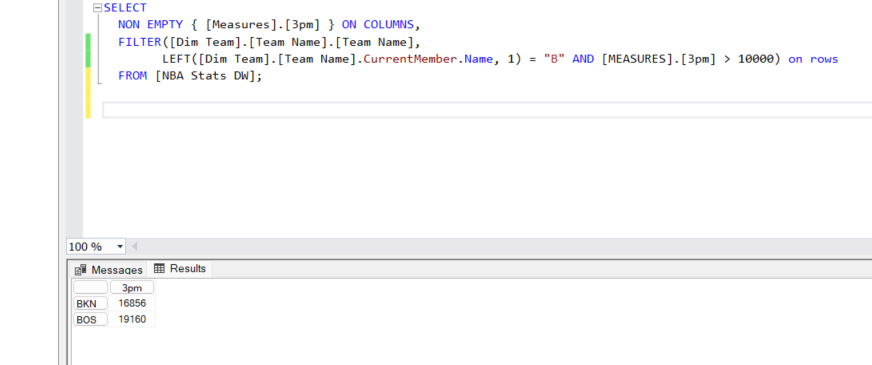 SELECT
NON EMPTY { [Measures].[3pm] } ON COLUMNS,
FILTER([Dim Team].[Team Name].[Team Name],
LEFT([Dim Team].[Team Name].CurrentMember.Name, 1) = "B" AND [MEASURES].[3pm] > 10000) on rows
FROM [NBA Stats DW];
100 %
Messages Results
3pm
BKN 16856
BOS 19160